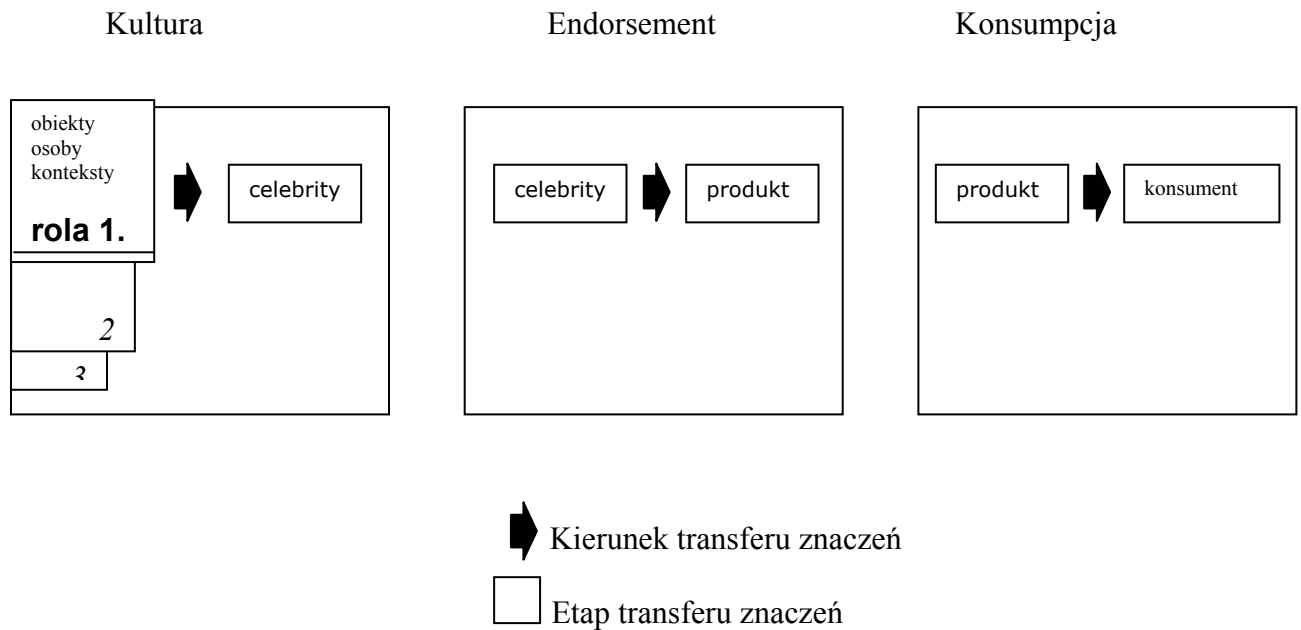 Kultura
Endorsement
Konsumpcja
obiekty
osoby
konteksty
rola 1.
2
3
celebrity
celebrity
produkt
produkt
konsument
Kierunek transferu znaczeń
Etap transferu znaczeń